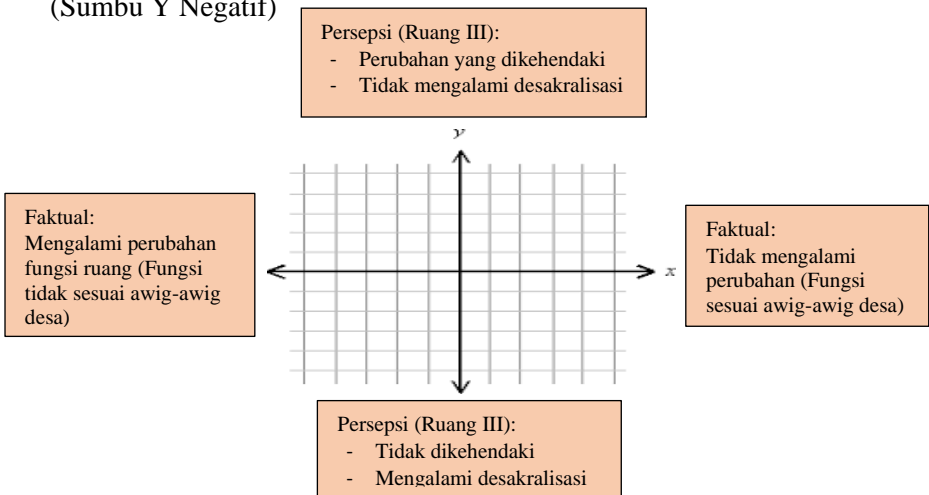 (Sumbu Y Negatif)
Persepsi (Ruang III):
- Perubahan yang dikehendaki
- Tidak mengalami desakralisasi
y
Faktual:
Mengalami perubahan
fungsi ruang (Fungsi
tidak sesuai awig-awig
desa)
x
Faktual:
Tidak mengalami
perubahan (Fungsi
sesuai awig-awig desa)
Persepsi (Ruang III):
- Tidak dikehendaki
- Mengalami desakralisasi